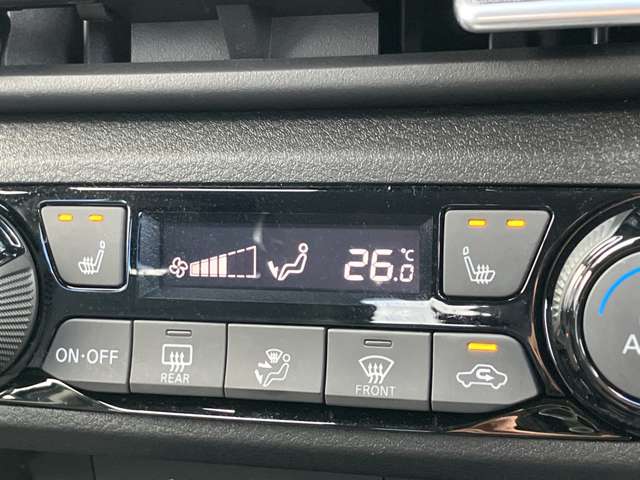 26.0 °C
ON·OFF
REAR
FRONT
A